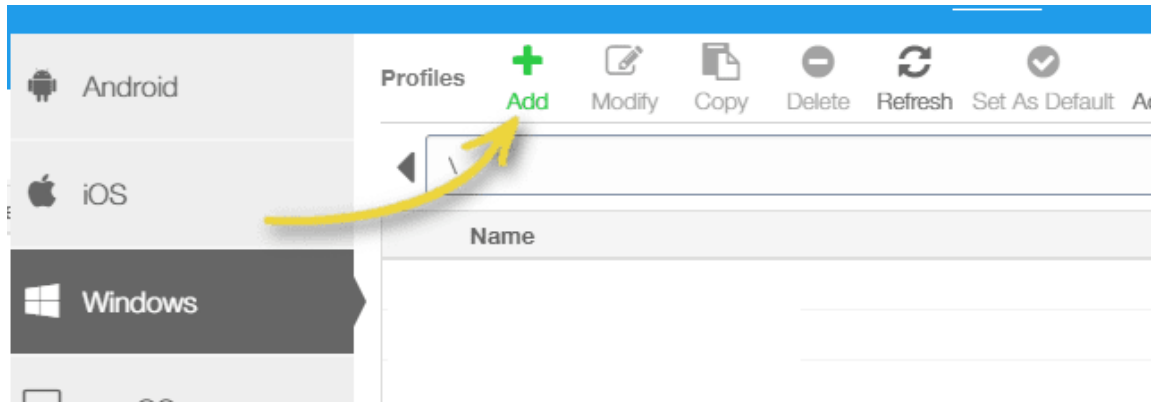 Android
iOS
Windows
Profiles
Add
Modify
Copy
Delete
Refresh
Set As Default
\
Name